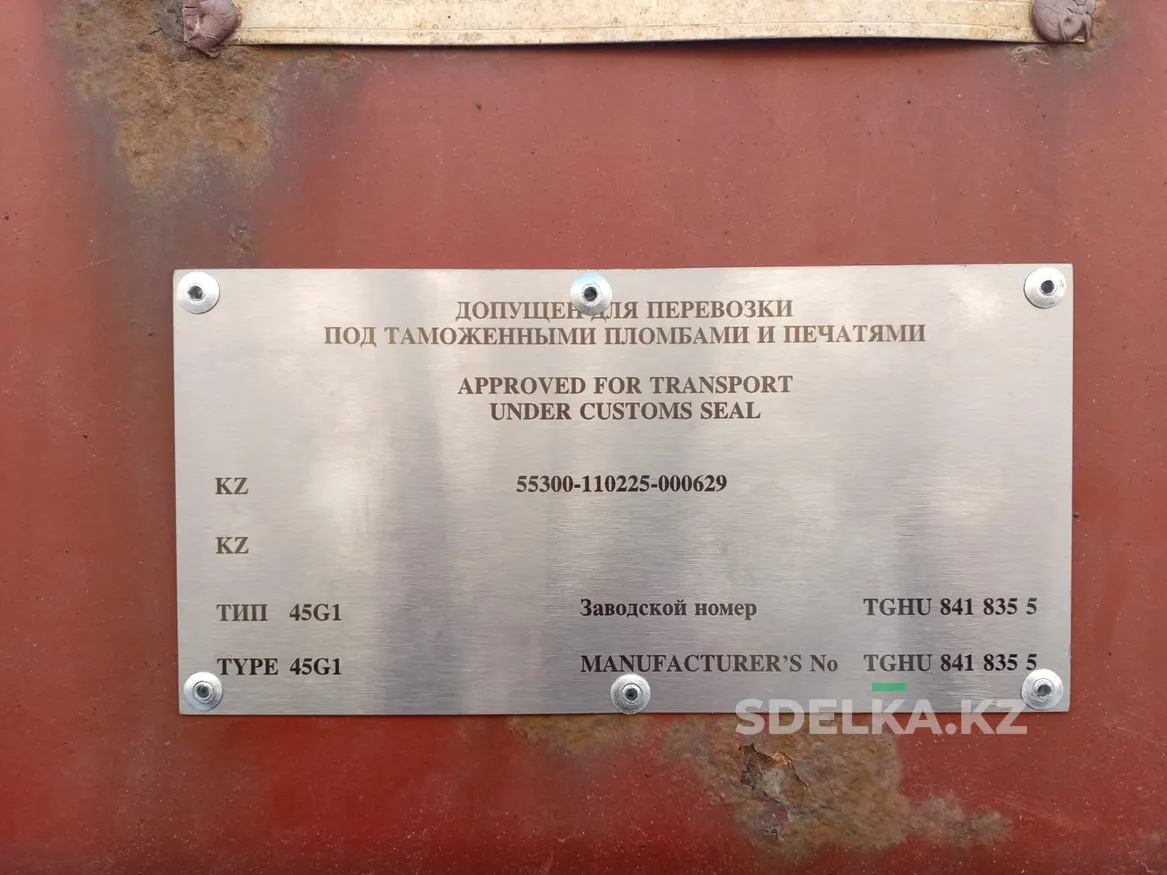 ДОПУЩЕН ДЛЯ ПЕРЕВОЗКИ
ПОД ТАМОЖЕННЫМИ ПЛОМБАМИ И ПЕЧАТЯМИ
APPROVED FOR TRANSPORT
UNDER CUSTOMS SEAL
KZ 55300-110225-000629
KZ
ТИП 45G1 Заводской номер TGHU 841 835 5
TYPE 45G1 MANUFACTURER'S No TGHU 841 835 5
SDELKA.KZ